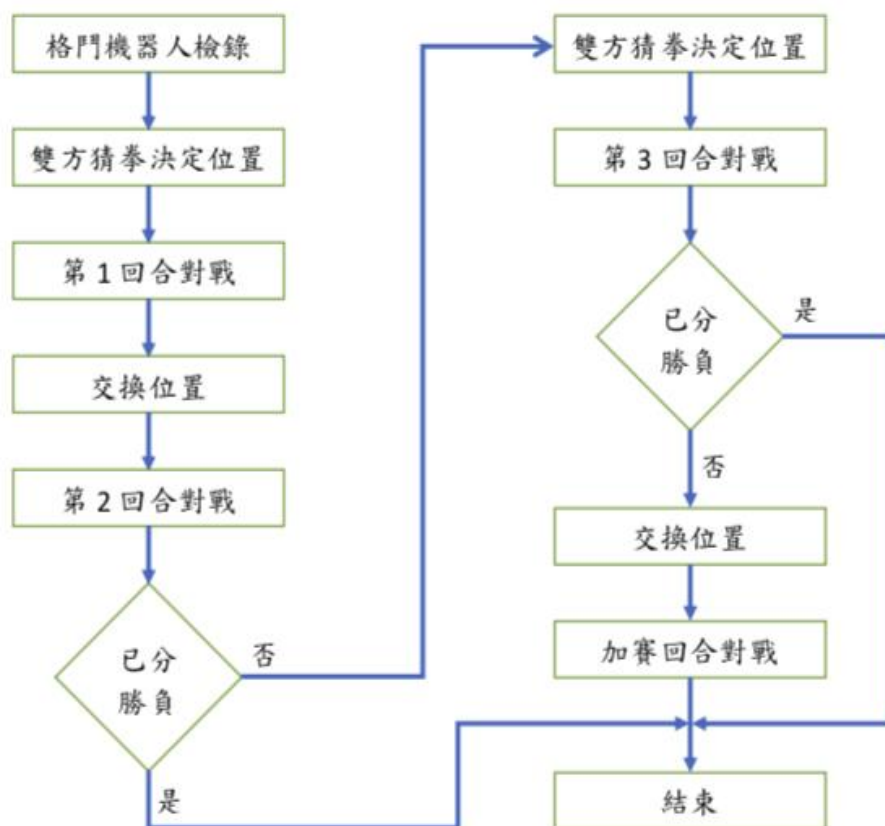 格鬥機器人檢錄
雙方猜拳決定位置
第 1 回合對戰
交換位置
第 2 回合對戰
已分
勝負
否
是
雙方猜拳決定位置
第 3 回合對戰
已分
勝負
是
否
交換位置
加賽回合對戰
結束